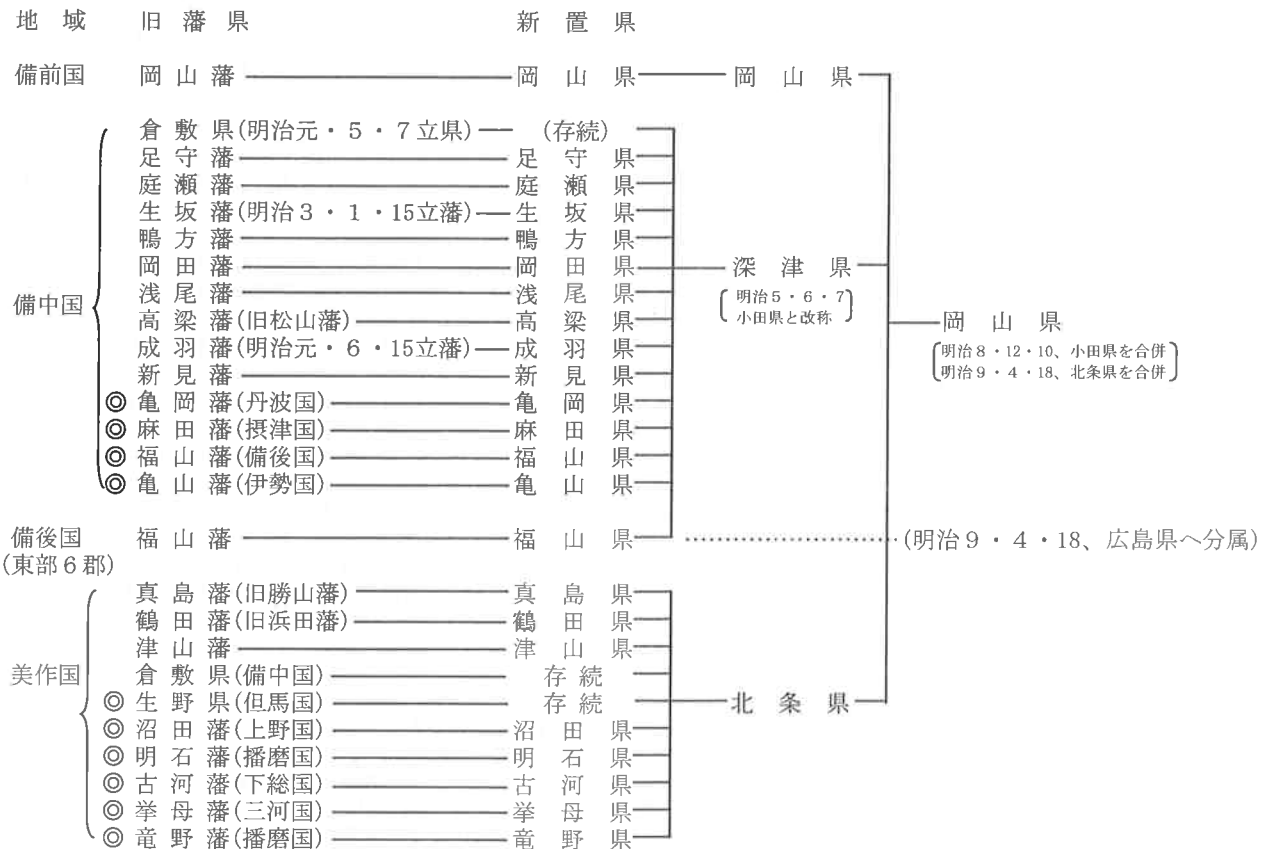 地域 旧藩県 新置県
備前国 岡山藩 岡山県 岡山県
倉敷県(明治元・5・7立県) (存続)
足守藩 足守県
庭瀬藩 庭瀬県
生坂藩(明治3・1・15立藩) 生坂県
鴨方藩 鴨方県
岡田藩 岡田県 深津県
浅尾藩 浅尾県 明治5・6・7
備中国
高梁藩(旧松山藩) 高梁県 小田県と改称 岡山県
成羽藩(明治元・6・15立藩) 成羽県 明治8・12・10、小田県を合併
新見藩 新見県 明治9・4・18、北条県を合併
◎亀岡藩(丹波国) 亀岡県
◎麻田藩(摂津国) 麻田県
◎福山藩(備後国) 福山県
◎亀山藩(伊勢国) 亀山県
備後国 福山藩 福山県 (明治9・4・18、広島県へ分属)
(東部6郡)
真島藩(旧勝山藩) 真島県
鶴田藩(旧浜田藩) 鶴田県
津山藩 津山県
美作国 倉敷県(備中国) 存続
◎生野県(但馬国) 存続 北条県
◎沼田藩(上野国) 沼田県
◎明石藩(播磨国) 明石県
◎古河藩(下総国) 古河県
◎挙母藩(三河国) 挙母県
◎竜野藩(播磨国) 竜野県